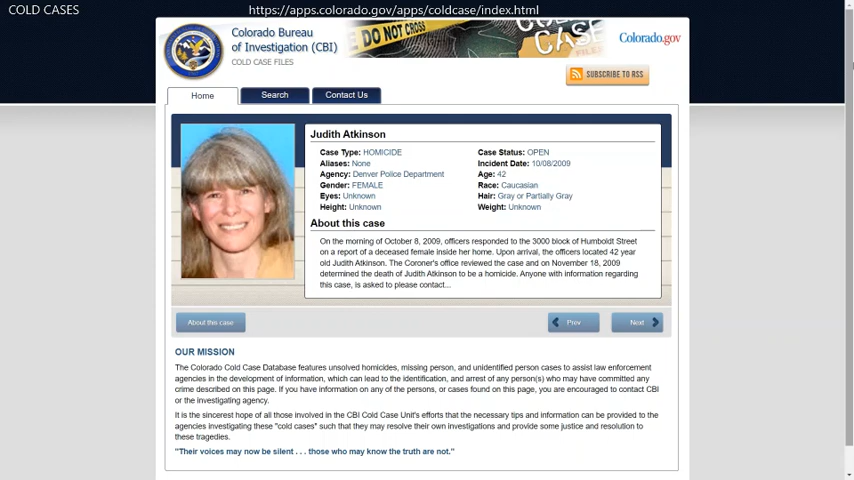 COLD CASES
https://apps.colorado.gov/apps/coldcase/index.html
Colorado Bureau
of Investigation (CBI)
COLD CASE FILES
DO NOT CROSS
CASE
FILES
Colorado.gov
SUBSCRIBE TO RSS
Home
Search
Contact Us
Judith Atkinson
Case Type: HOMICIDE
Case Status: OPEN
Aliases: None
Incident Date: 10/08/2009
Agency: Denver Police Department
Age: 42
Gender: FEMALE
Race: Caucasian
Eyes: Unknown
Hair: Gray or Partially Gray
Height: Unknown
Weight: Unknown
About this case
On the morning of October 8, 2009, officers responded to the 3000 block of Humboldt Street
on a report of a deceased female inside her home. Upon arrival, the officers located 42 year
old Judith Atkinson. The Coroner's office reviewed the case and on November 18, 2009
determined the death of Judith Atkinson to be a homicide. Anyone with information regarding
this case, is asked to please contact...
About this case
Prev
Next
OUR MISSION
The Colorado Cold Case Database features unsolved homicides, missing person, and unidentified person cases to assist law enforcement
agencies in the development of information, which can lead to the identification, and arrest of any person(s) who may have committed any
crime described on this page. If you have information on any of the persons, or cases found on this page, you are encouraged to contact CBI
or the investigating agency.
It is the sincerest hope of all those involved in the CBI Cold Case Unit's efforts that the necessary tips and information can be provided to the
agencies investigating these "cold cases" such that they may resolve their own investigations and provide some justice and resolution to
these tragedies.
"Their voices may now be silent . . . those who may know the truth are not."